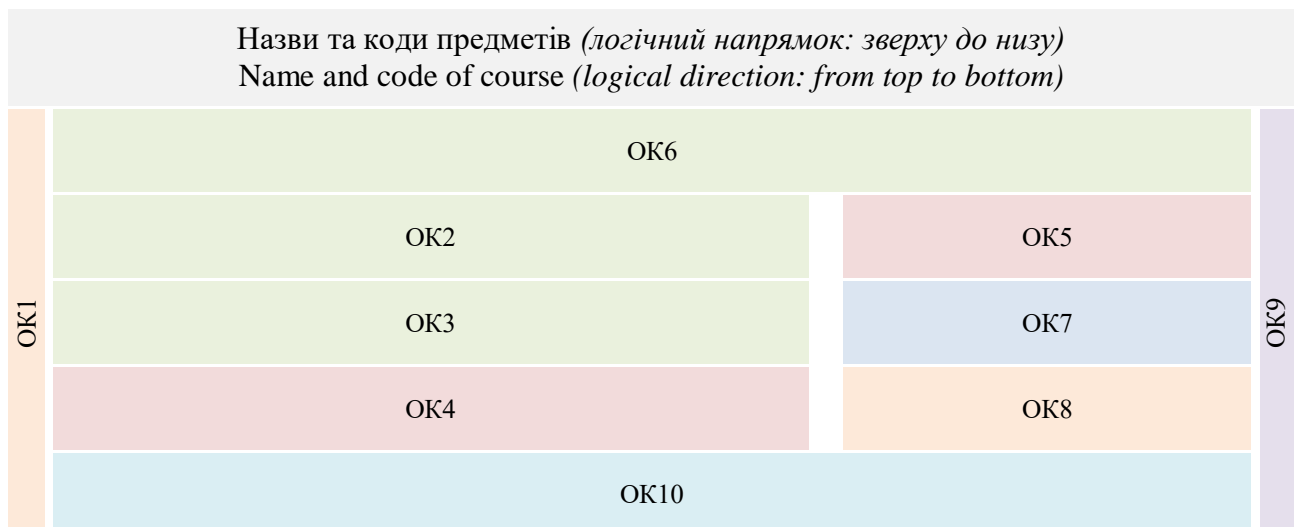 Назви та коди предметів (логічний напрямок: зверху до низу)
Name and code of course (logical direction: from top to bottom)
ОК1
ОК6
ОК2
ОК5
ОК3
ОК7
ОК4
ОК8
ОК10
ОК9